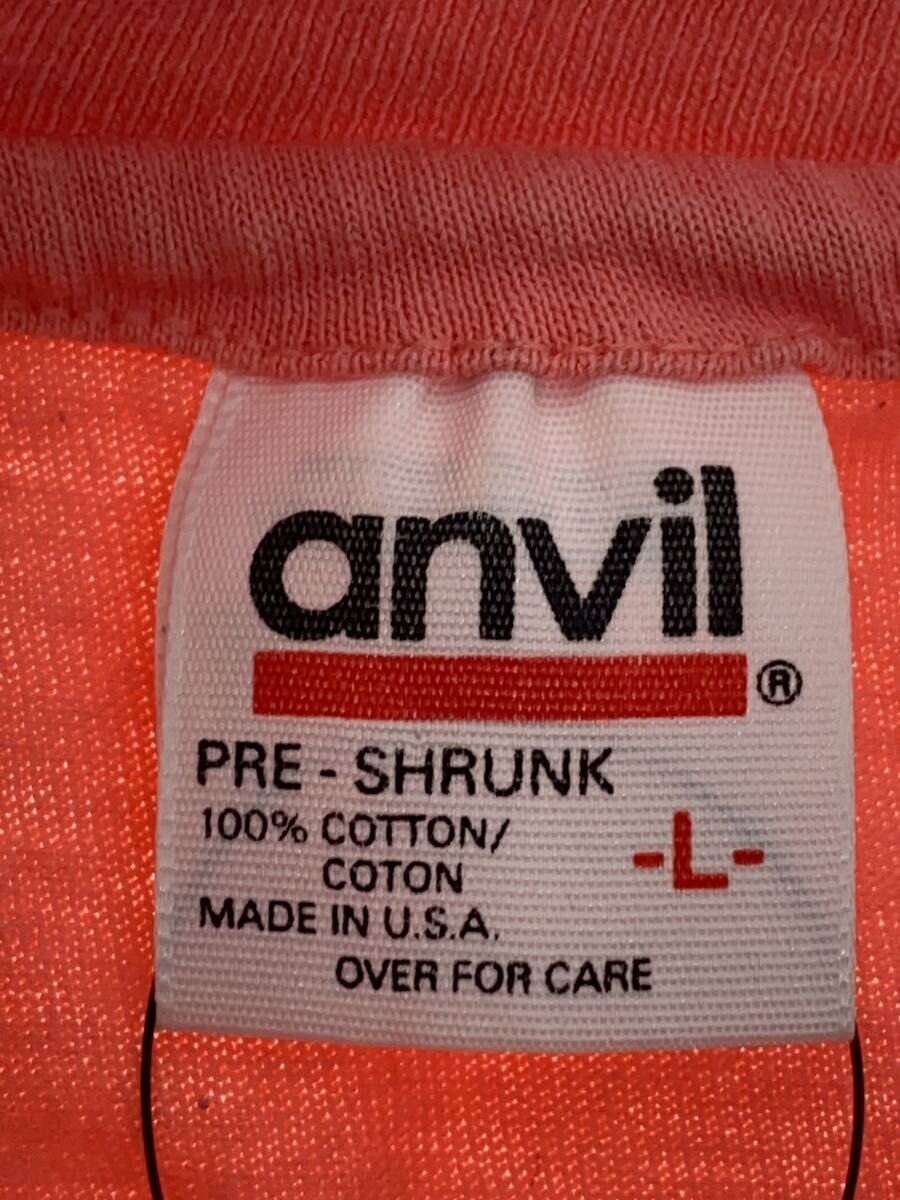 anvil
®
PRE - SHRUNK
100% COTTON/
COTON
-L-
MADE IN U.S.A.
OVER FOR CARE